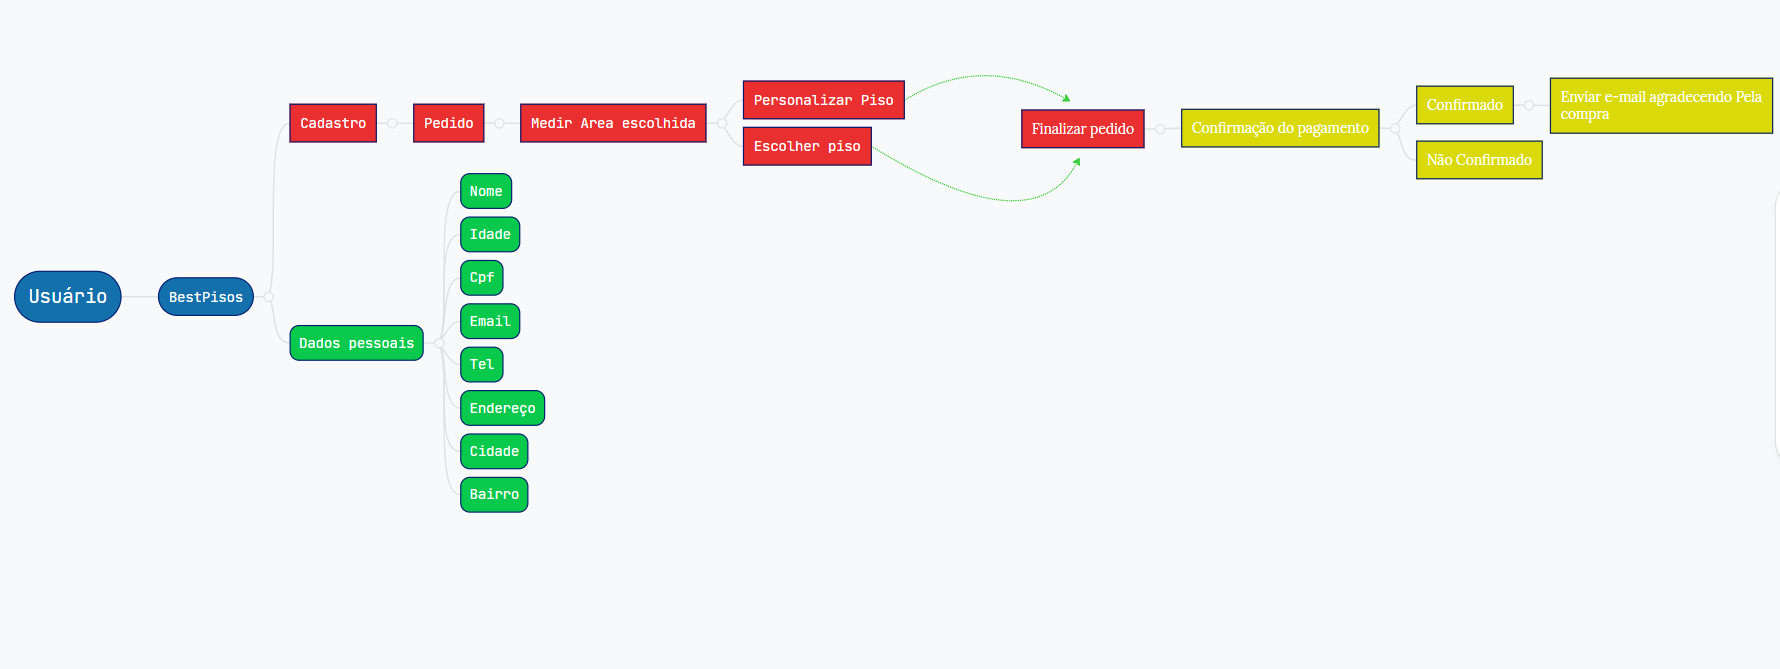 Usuário
BestPisos
Cadastro
Pedido
Medir Area escolhida
Personalizar Piso
Escolher piso
Finalizar pedido
Confirmação do pagamento
Confirmado
Enviar e-mail agradecendo Pela
compra
Não Confirmado
Dados pessoais
Nome
Idade
Cpf
Email
Tel
Endereço
Cidade
Bairro